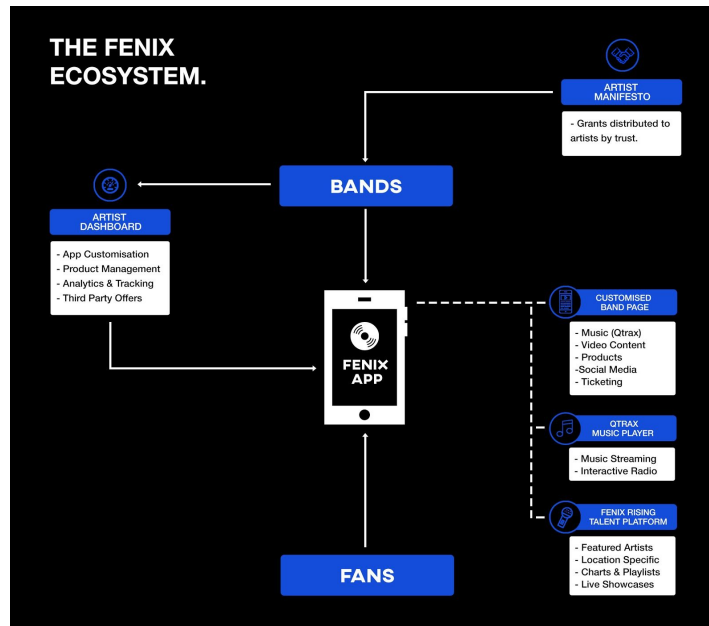 THE FENIX
ECOSYSTEM.
ARTIST
MANIFESTO
- Grants distributed to
artists by trust.
BANDS
ARTIST
DASHBOARD
- App Customisation
- Product Management
- Analytics & Tracking
- Third Party Offers
FENIX
APP
CUSTOMISED
BAND PAGE
- Music (Qtrax)
- Video Content
- Products
-Social Media
- Ticketing
QTRAX
MUSIC PLAYER
- Music Streaming
- Interactive Radio
FENIX RISING
TALENT PLATFORM
- Featured Artists
- Location Specific
- Charts & Playlists
- Live Showcases
FANS